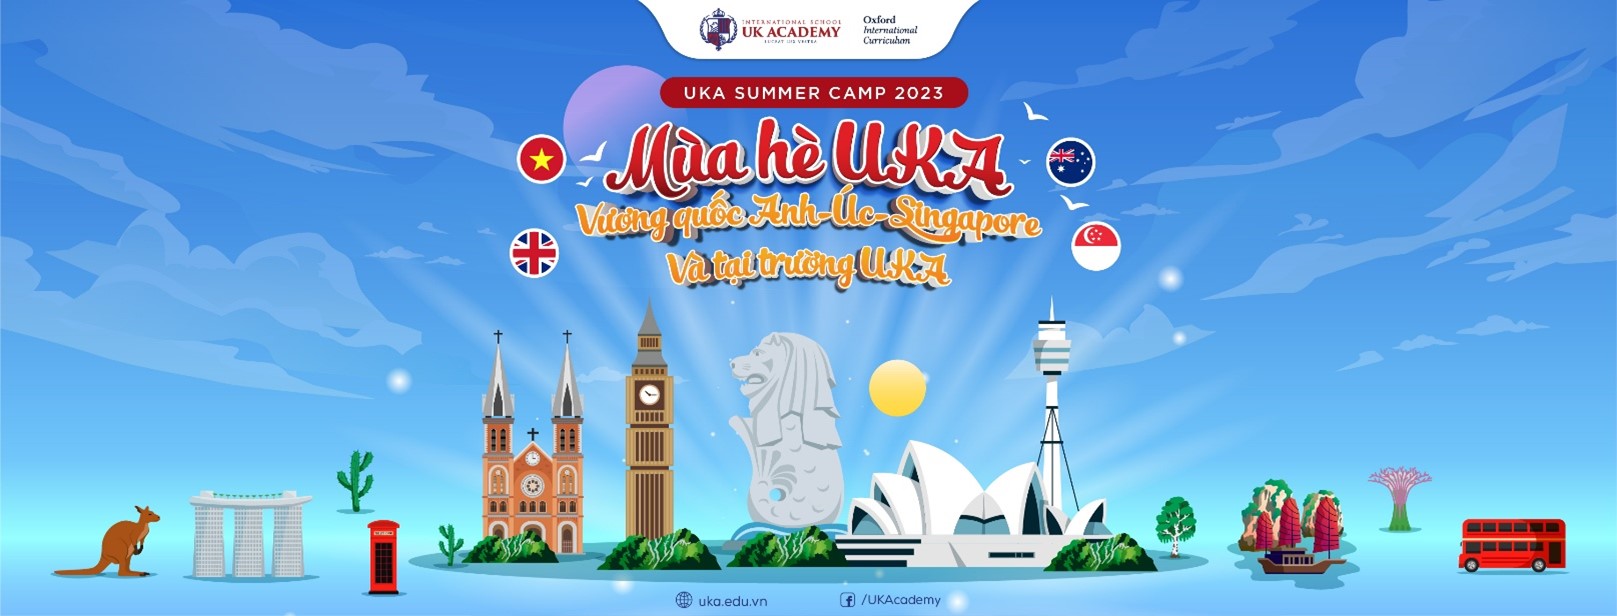 INTERNATIONAL SCHOOL
UK ACADEMY
Oxford
International
Curriculum
UKA SUMMER CAMP 2023
Mùa hè UKA
Vương quốc Anh-Úc-Singapore
Và tại trường UKA
uka.edu.vn
/UKAcademy